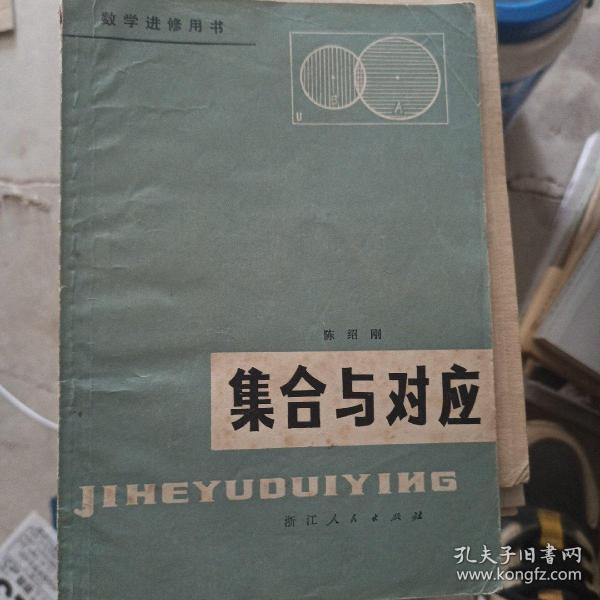 数学进修用书
B
A
U
陈绍刚
集合与对应
JIHEYUDUIYING
浙江人民出版社
孔夫子旧书网
www.kongfz.com